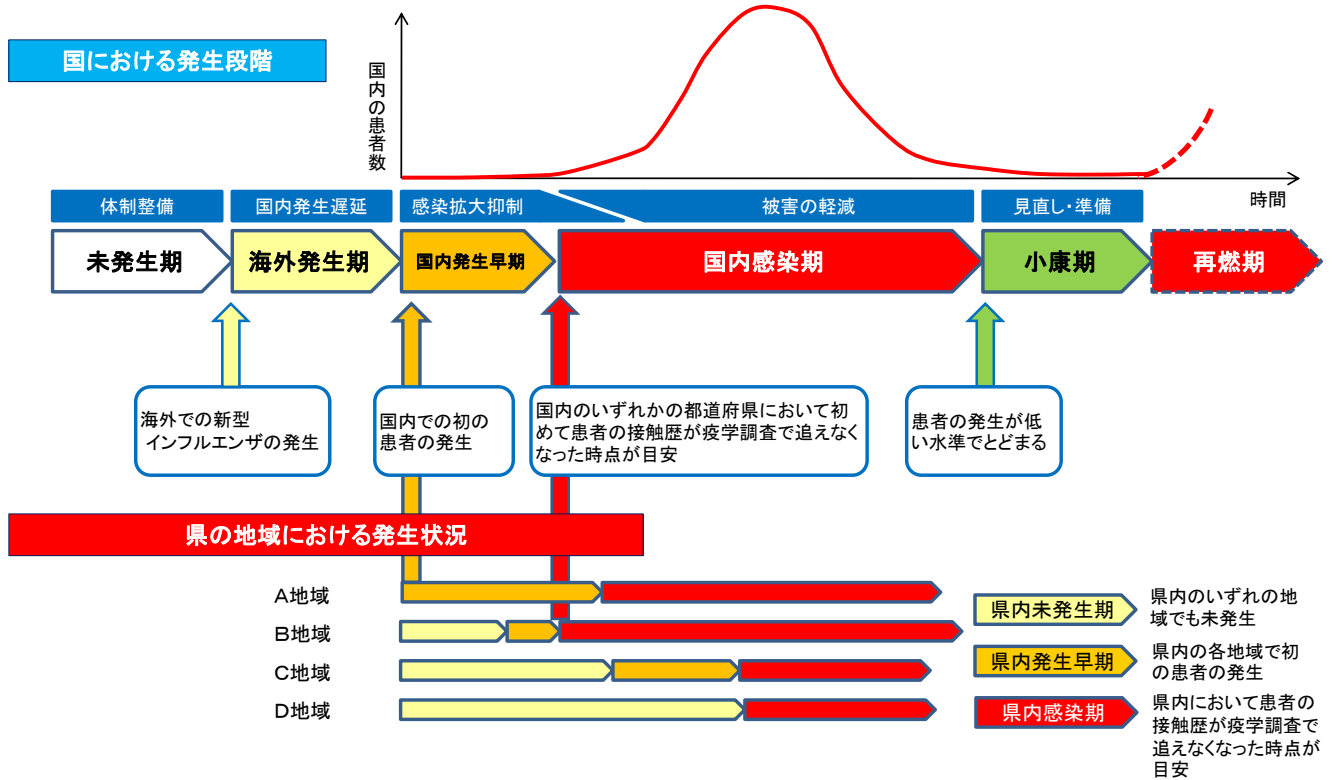 国における発生段階
国内の患者数
時間
体制整備
国内発生遅延
感染拡大抑制
被害の軽減
見直し・準備
未発生期
海外発生期
国内発生早期
国内感染期
小康期
再燃期
海外での新型
インフルエンザの発生
国内での初の
患者の発生
国内のいずれかの都道府県において初
めて患者の接触歴が疫学調査で追えなく
なった時点が目安
患者の発生が低
い水準でとどまる
県の地域における発生状況
A地域
B地域
C地域
D地域
県内未発生期
県内のいずれの地
域でも未発生
県内発生早期
県内の各地域で初
の患者の発生
県内感染期
県内において患者の
接触歴が疫学調査で
追えなくなった時点が
目安